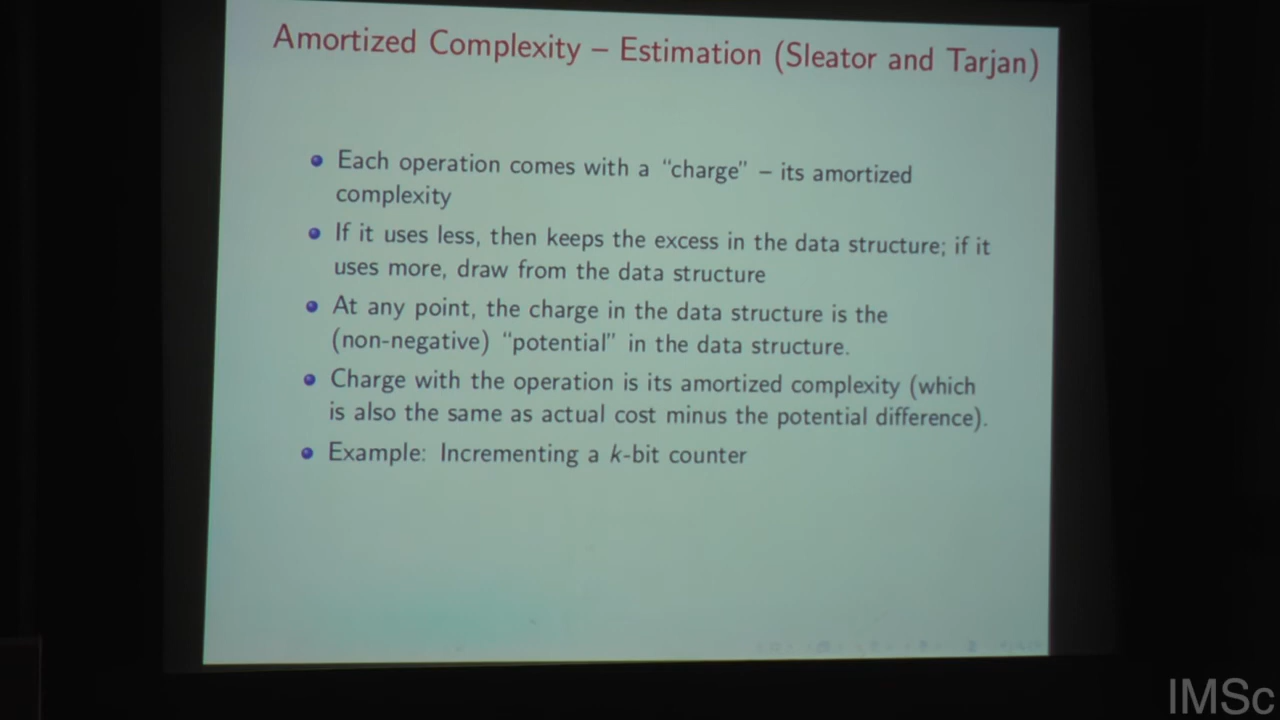 Amortized Complexity – Estimation (Sleator and Tarjan)
Each operation comes with a “charge” – its amortized
complexity
If it uses less, then keeps the excess in the data structure; if it
uses more, draw from the data structure
At any point, the charge in the data structure is the
(non-negative) “potential” in the data structure.
Charge with the operation is its amortized complexity (which
is also the same as actual cost minus the potential difference).
Example: Incrementing a k-bit counter
IMSc